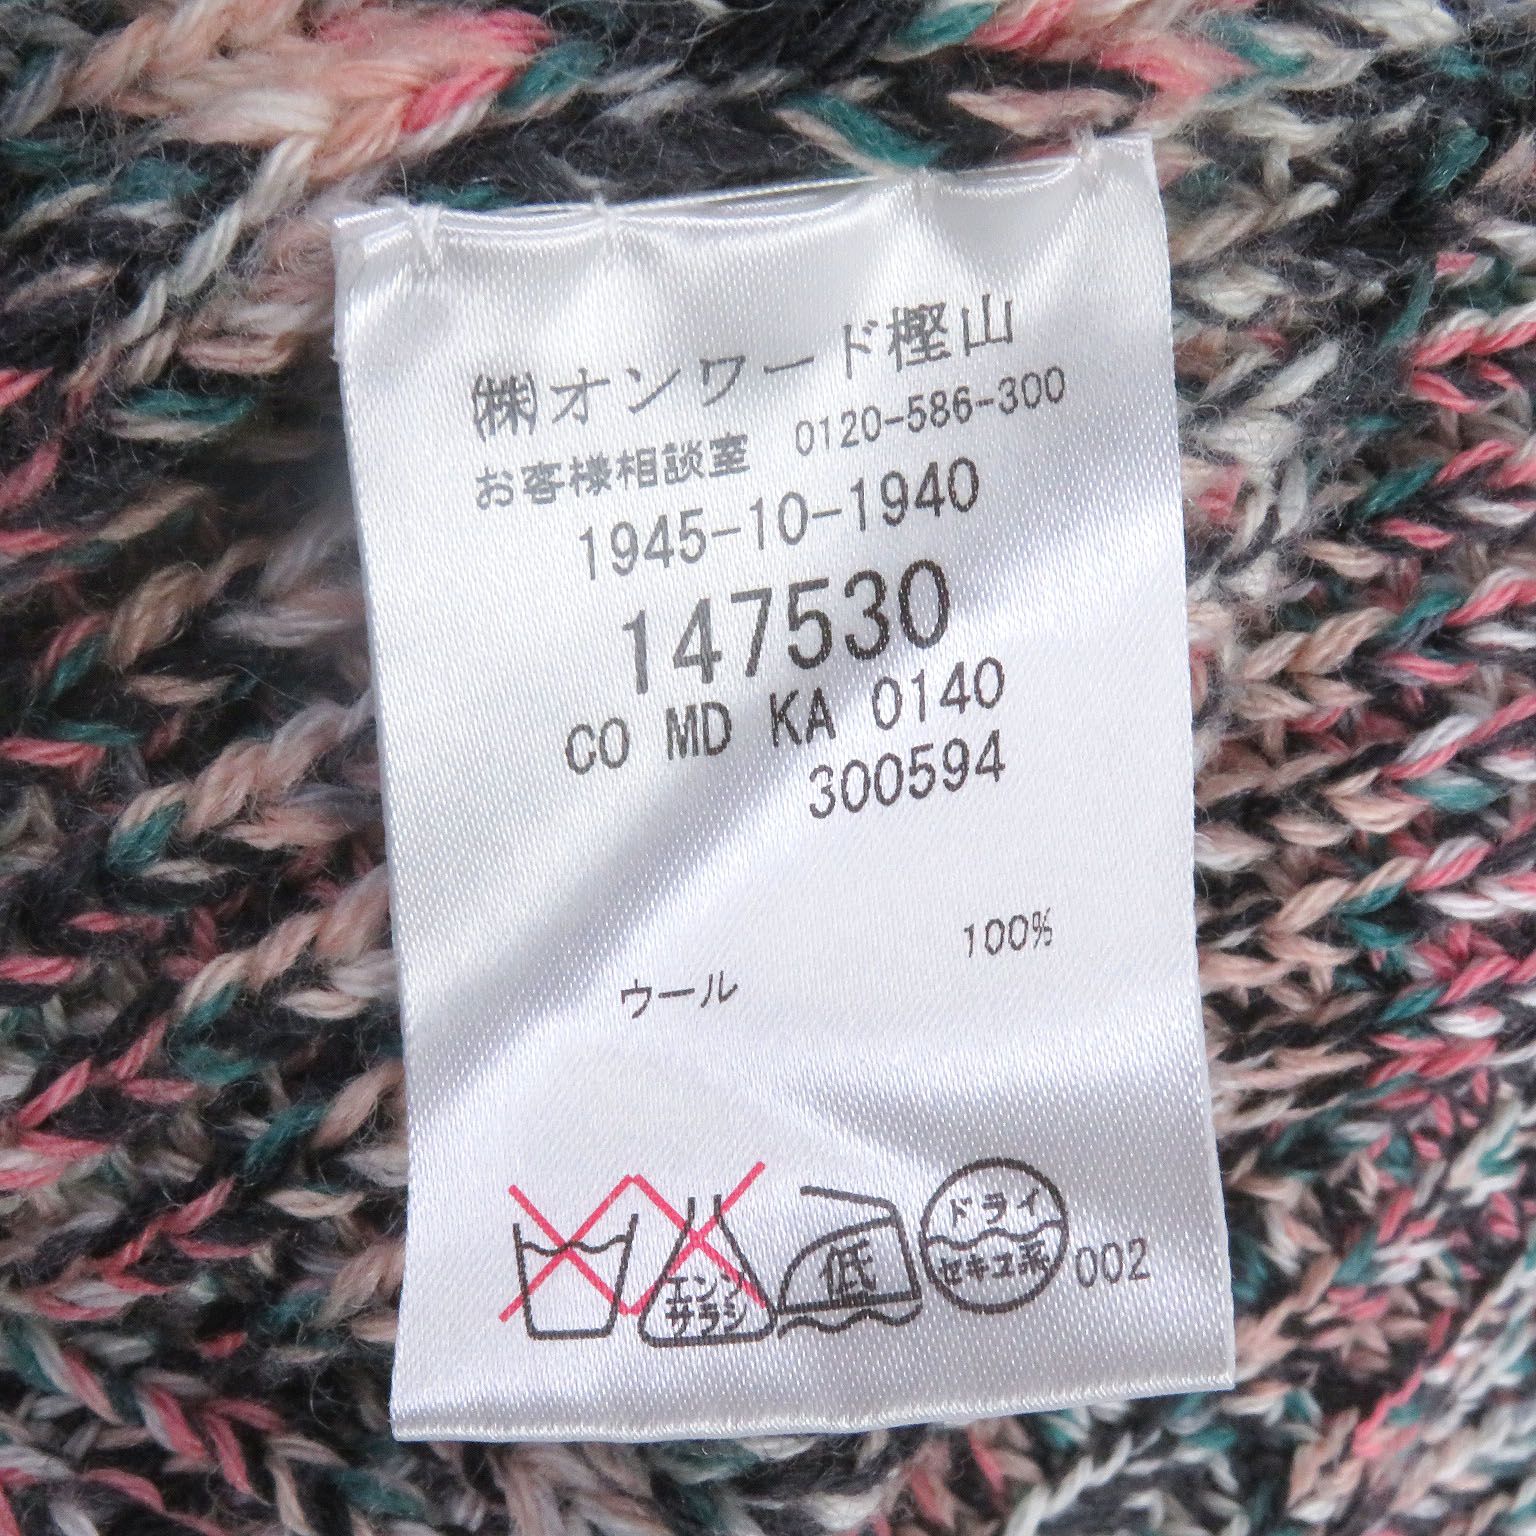 ㈱オンワード樫山
お客様相談室 0120-586-300
1945-10-1940
147530
CO MD KA 0140
300594
100%
ウール
エンソ
サラシ
低
ドライ
セキユ系
002